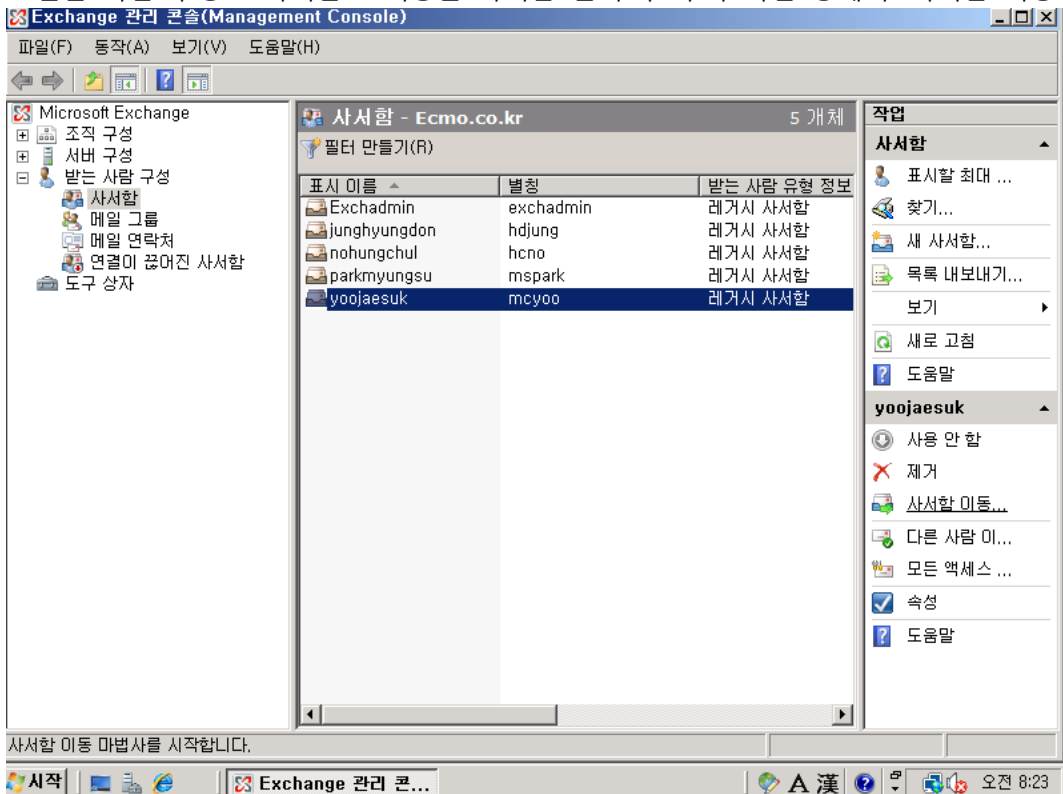 Exchange 관리 콘솔(Management Console)
파일(F) 동작(A) 보기(V) 도움말(H)
Microsoft Exchange
조직 구성
서버 구성
받는 사람 구성
사서함
메일 그룹
메일 연락처
연결이 끊어진 사서함
도구 상자
사서함 - Ecmo.co.kr 5 개체
필터 만들기(R)
표시 이름 별칭 받는 사람 유형 정보
Exchadmin exchadmin 레거시 사서함
junghyungdon hdjung 레거시 사서함
nohungchul hcno 레거시 사서함
parkmyungsu mspark 레거시 사서함
yoojaesuk mcyoo 레거시 사서함
작업
사서함
표시할 최대 ...
찾기...
새 사서함...
목록 내보내기...
보기
새로 고침
도움말
yoojaesuk
사용 안 함
제거
사서함 이동...
다른 사람 이...
모든 액세스 ...
속성
도움말
사서함 이동 마법사를 시작합니다.
시작 Exchange 관리 콘... A 漢 오전 8:23